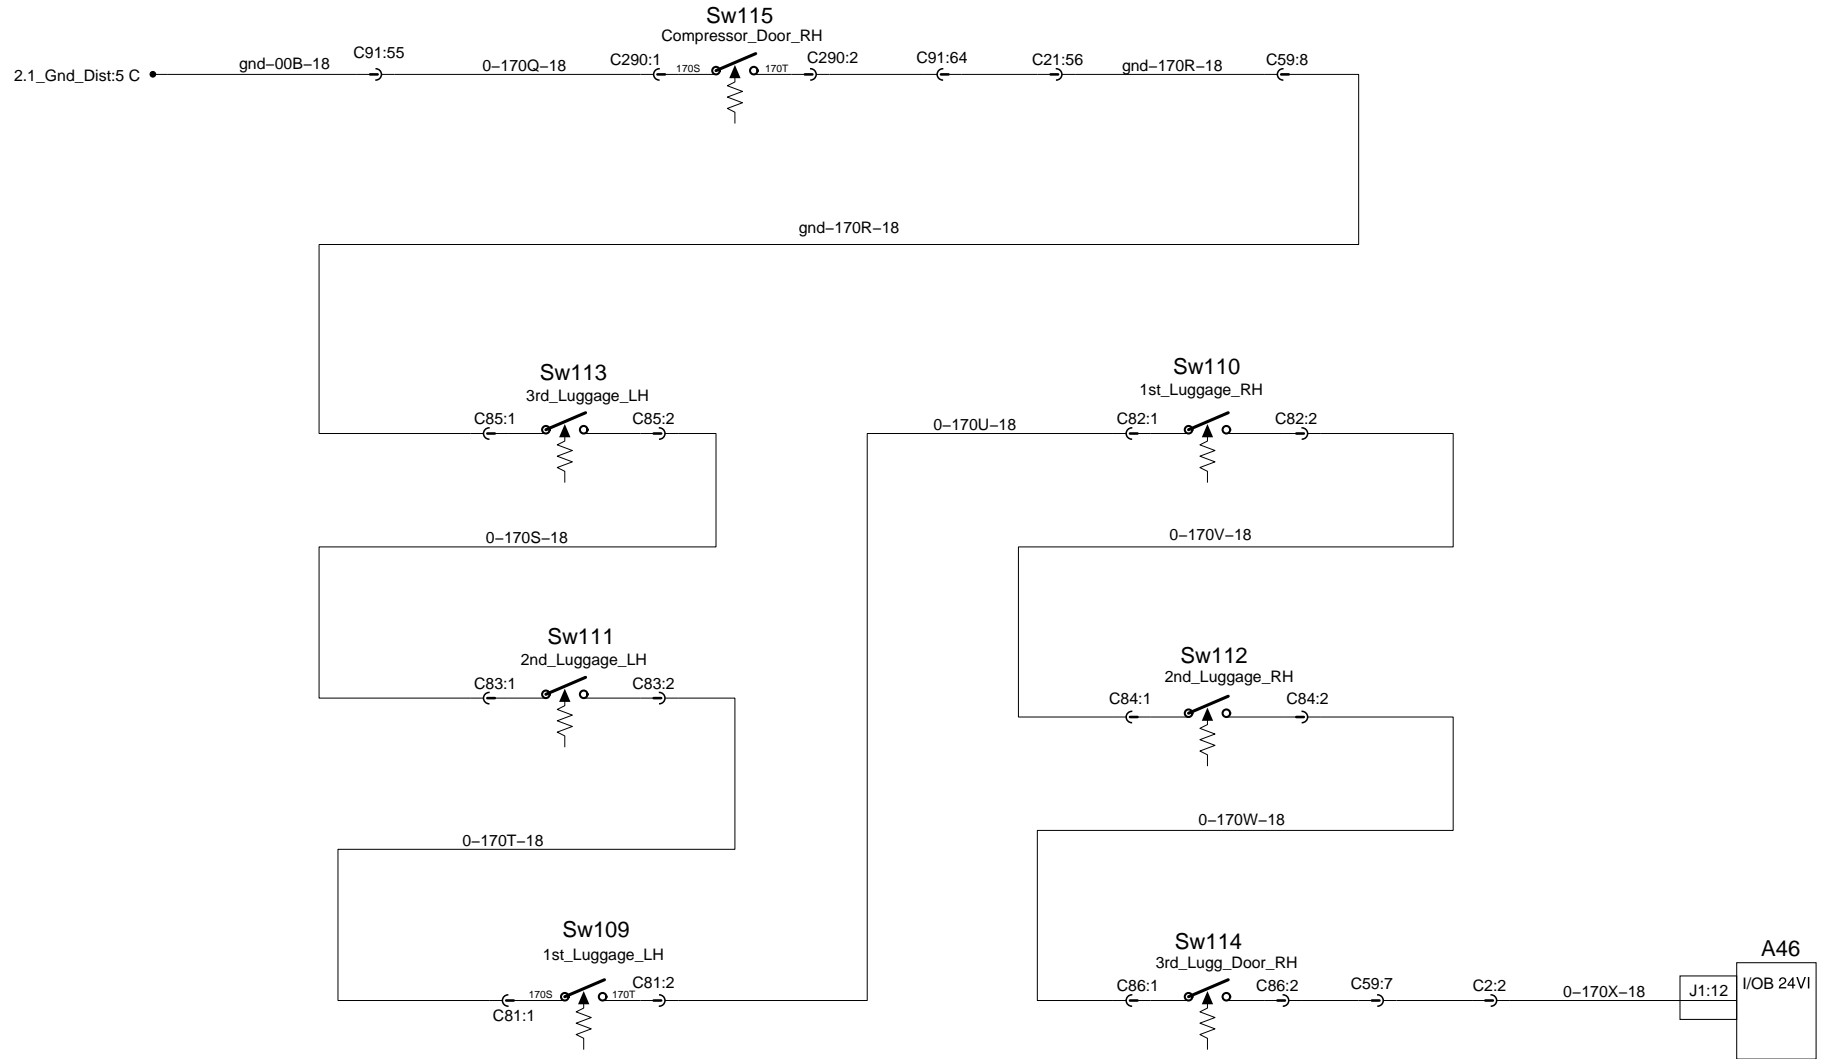 Sw115
Compressor_Door_RH
2.1_Gnd_Dist:5 C
gnd-00B-18
C91:55
0-170Q-18
C290:1
170S
170T
C290:2
C91:64
C21:56
gnd-170R-18
C59:8
gnd-170R-18
Sw113
3rd_Luggage_LH
C85:1
C85:2
0-170S-18
Sw111
2nd_Luggage_LH
C83:1
C83:2
0-170T-18
Sw109
1st_Luggage_LH
170S
170T
C81:2
C81:1
0-170U-18
Sw110
1st_Luggage_RH
C82:1
C82:2
0-170V-18
Sw112
2nd_Luggage_RH
C84:1
C84:2
0-170W-18
Sw114
3rd_Lugg_Door_RH
C86:1
C86:2
C59:7
C2:2
0-170X-18
A46
J1:12
I/OB 24VI